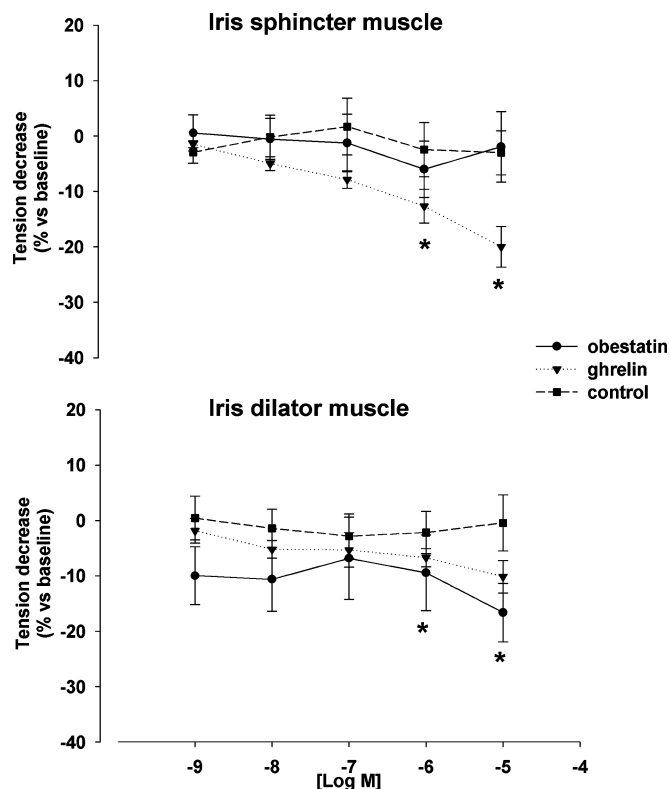 Iris sphincter muscle
20
10
0
-10
-20
-30
-40
Tension decrease
(% vs baseline)
*
*
obestatin
ghrelin
control
Iris dilator muscle
20
10
0
-10
-20
-30
-40
Tension decrease
(% vs baseline)
*
*
-9 -8 -7 -6 -5 -4
[Log M]